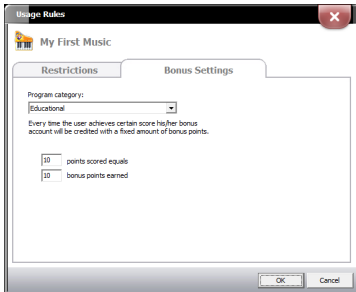 Usage Rules
My First Music
Restrictions
Bonus Settings
Program category:
Educational
Every time the user achieves certain score his/her bonus
account will be credited with a fixed amount of bonus points.
10 points scored equals
10 bonus points earned
OK Cancel